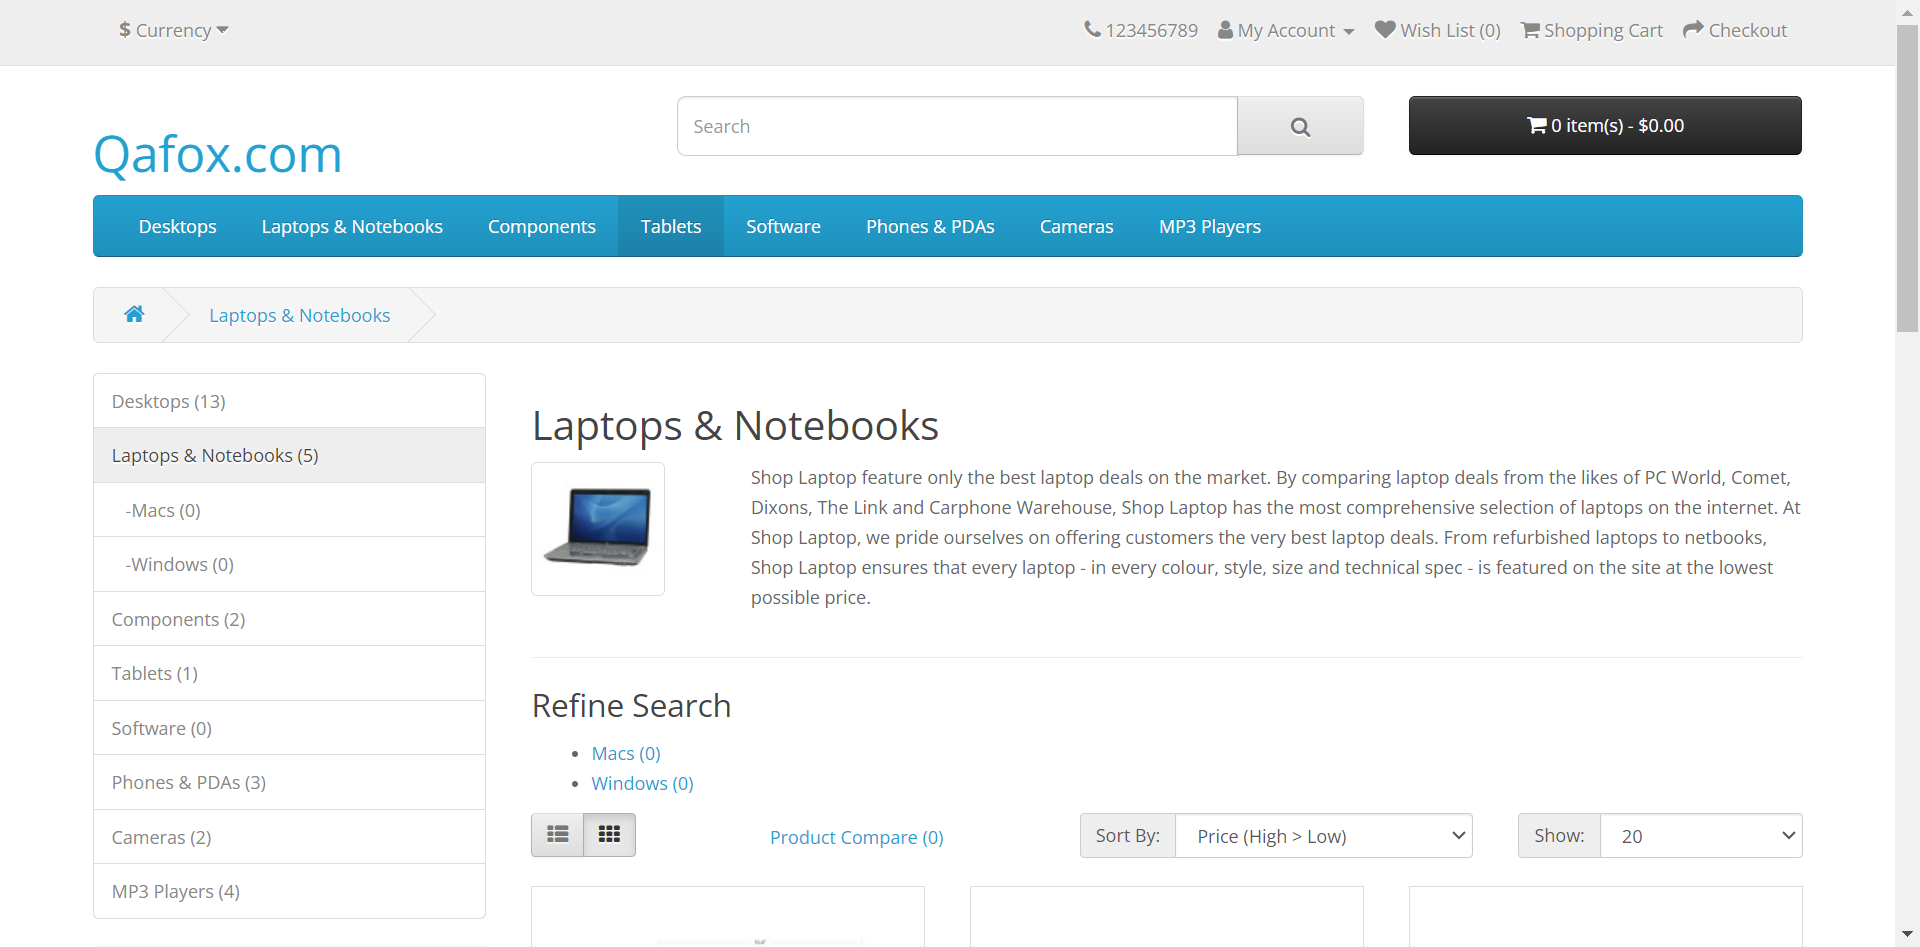 $ Currency
123456789 My Account Wish List (0) Shopping Cart Checkout
Search
0 item(s) - $0.00
Qafox.com
Desktops Laptops & Notebooks Components Tablets Software Phones & PDAs Cameras MP3 Players
Laptops & Notebooks
Desktops (13)
Laptops & Notebooks (5)
-Macs (0)
-Windows (0)
Components (2)
Tablets (1)
Software (0)
Phones & PDAs (3)
Cameras (2)
MP3 Players (4)
Laptops & Notebooks
Shop Laptop feature only the best laptop deals on the market. By comparing laptop deals from the likes of PC World, Comet,
Dixons, The Link and Carphone Warehouse, Shop Laptop has the most comprehensive selection of laptops on the internet. At
Shop Laptop, we pride ourselves on offering customers the very best laptop deals. From refurbished laptops to netbooks,
Shop Laptop ensures that every laptop - in every colour, style, size and technical spec - is featured on the site at the lowest
possible price.
Refine Search
Macs (0)
Windows (0)
Product Compare (0)
Sort By: Price (High > Low)
Show: 20